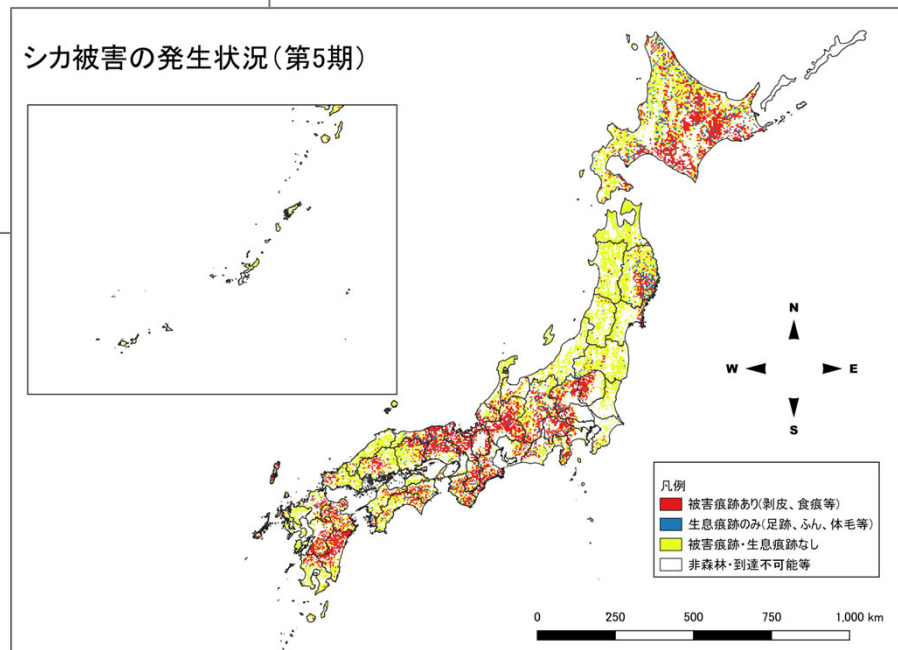 シカ被害の発生状況(第5期)
N
W
E
S
凡例
被害痕跡あり(剥皮、食痕等)
生息痕跡のみ(足跡、ふん、体毛等)
被害痕跡・生息痕跡なし
非森林・到達不可能等
0 250 500 750 1,000 km